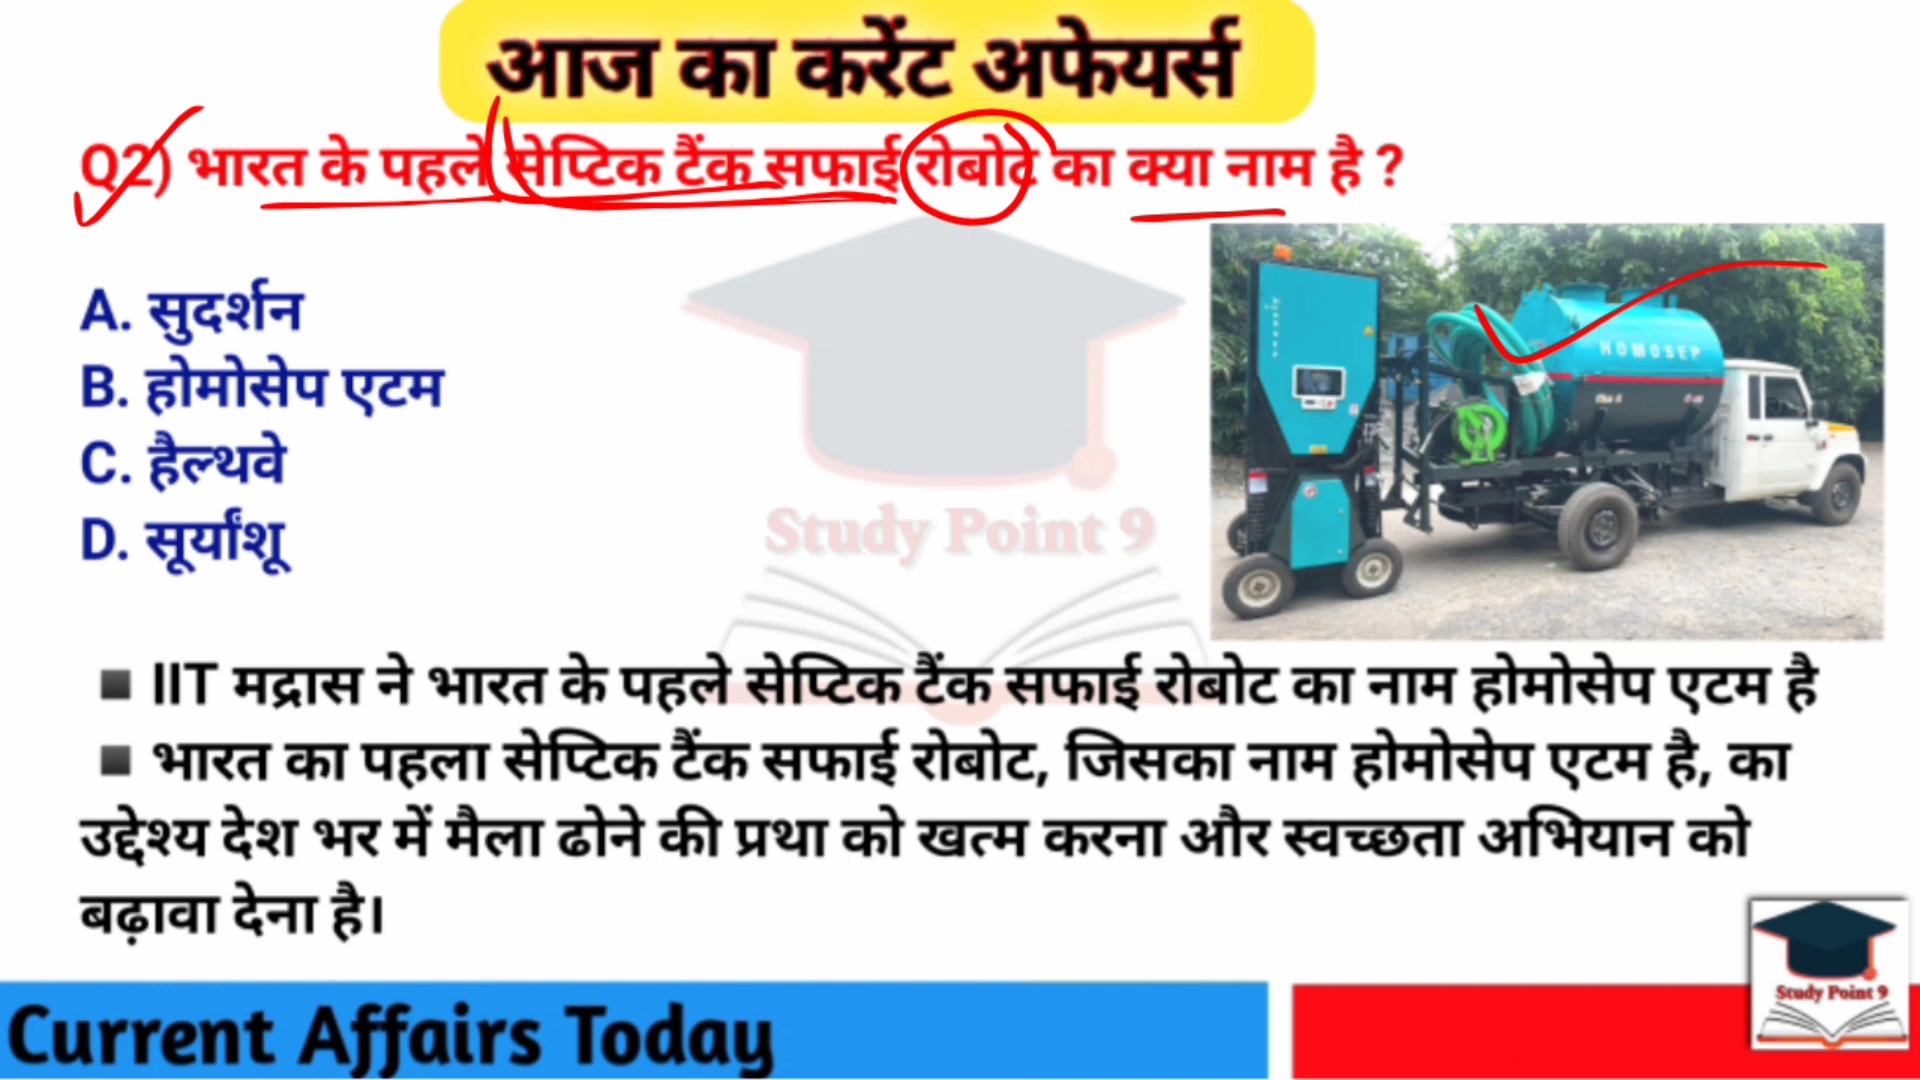 आज का करेंट अफेयर्स
Q2) भारत के पहले सेप्टिक टैंक सफाई रोबोट का क्या नाम है ?
A. सुदर्शन
B. होमोसेप एटम
C. हैल्थवे
D. सूर्यांशू
HOMOSEP
Study Point 9
▪ IIT मद्रास ने भारत के पहले सेप्टिक टैंक सफाई रोबोट का नाम होमोसेप एटम है
▪ भारत का पहला सेप्टिक टैंक सफाई रोबोट, जिसका नाम होमोसेप एटम है, का
उद्देश्य देश भर में मैला ढोने की प्रथा को खत्म करना और स्वच्छता अभियान को
बढ़ावा देना है।
Study Point 9
Current Affairs Today